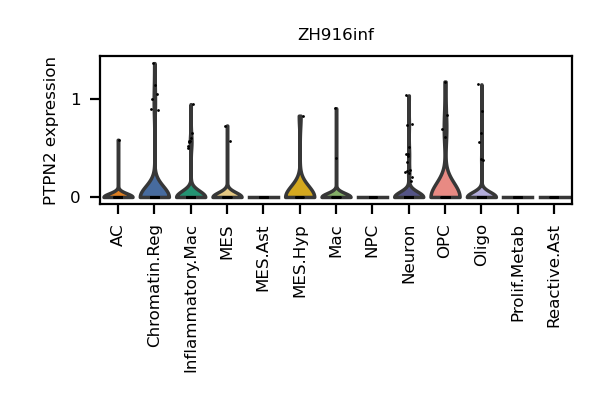 ZH916inf
PTPN2 expression
1
0
AC
Chromatin.Reg
Inflammatory.Mac
MES
MES.Ast
MES.Hyp
Mac
NPC
Neuron
OPC
Oligo
Prolif.Metab
Reactive.Ast